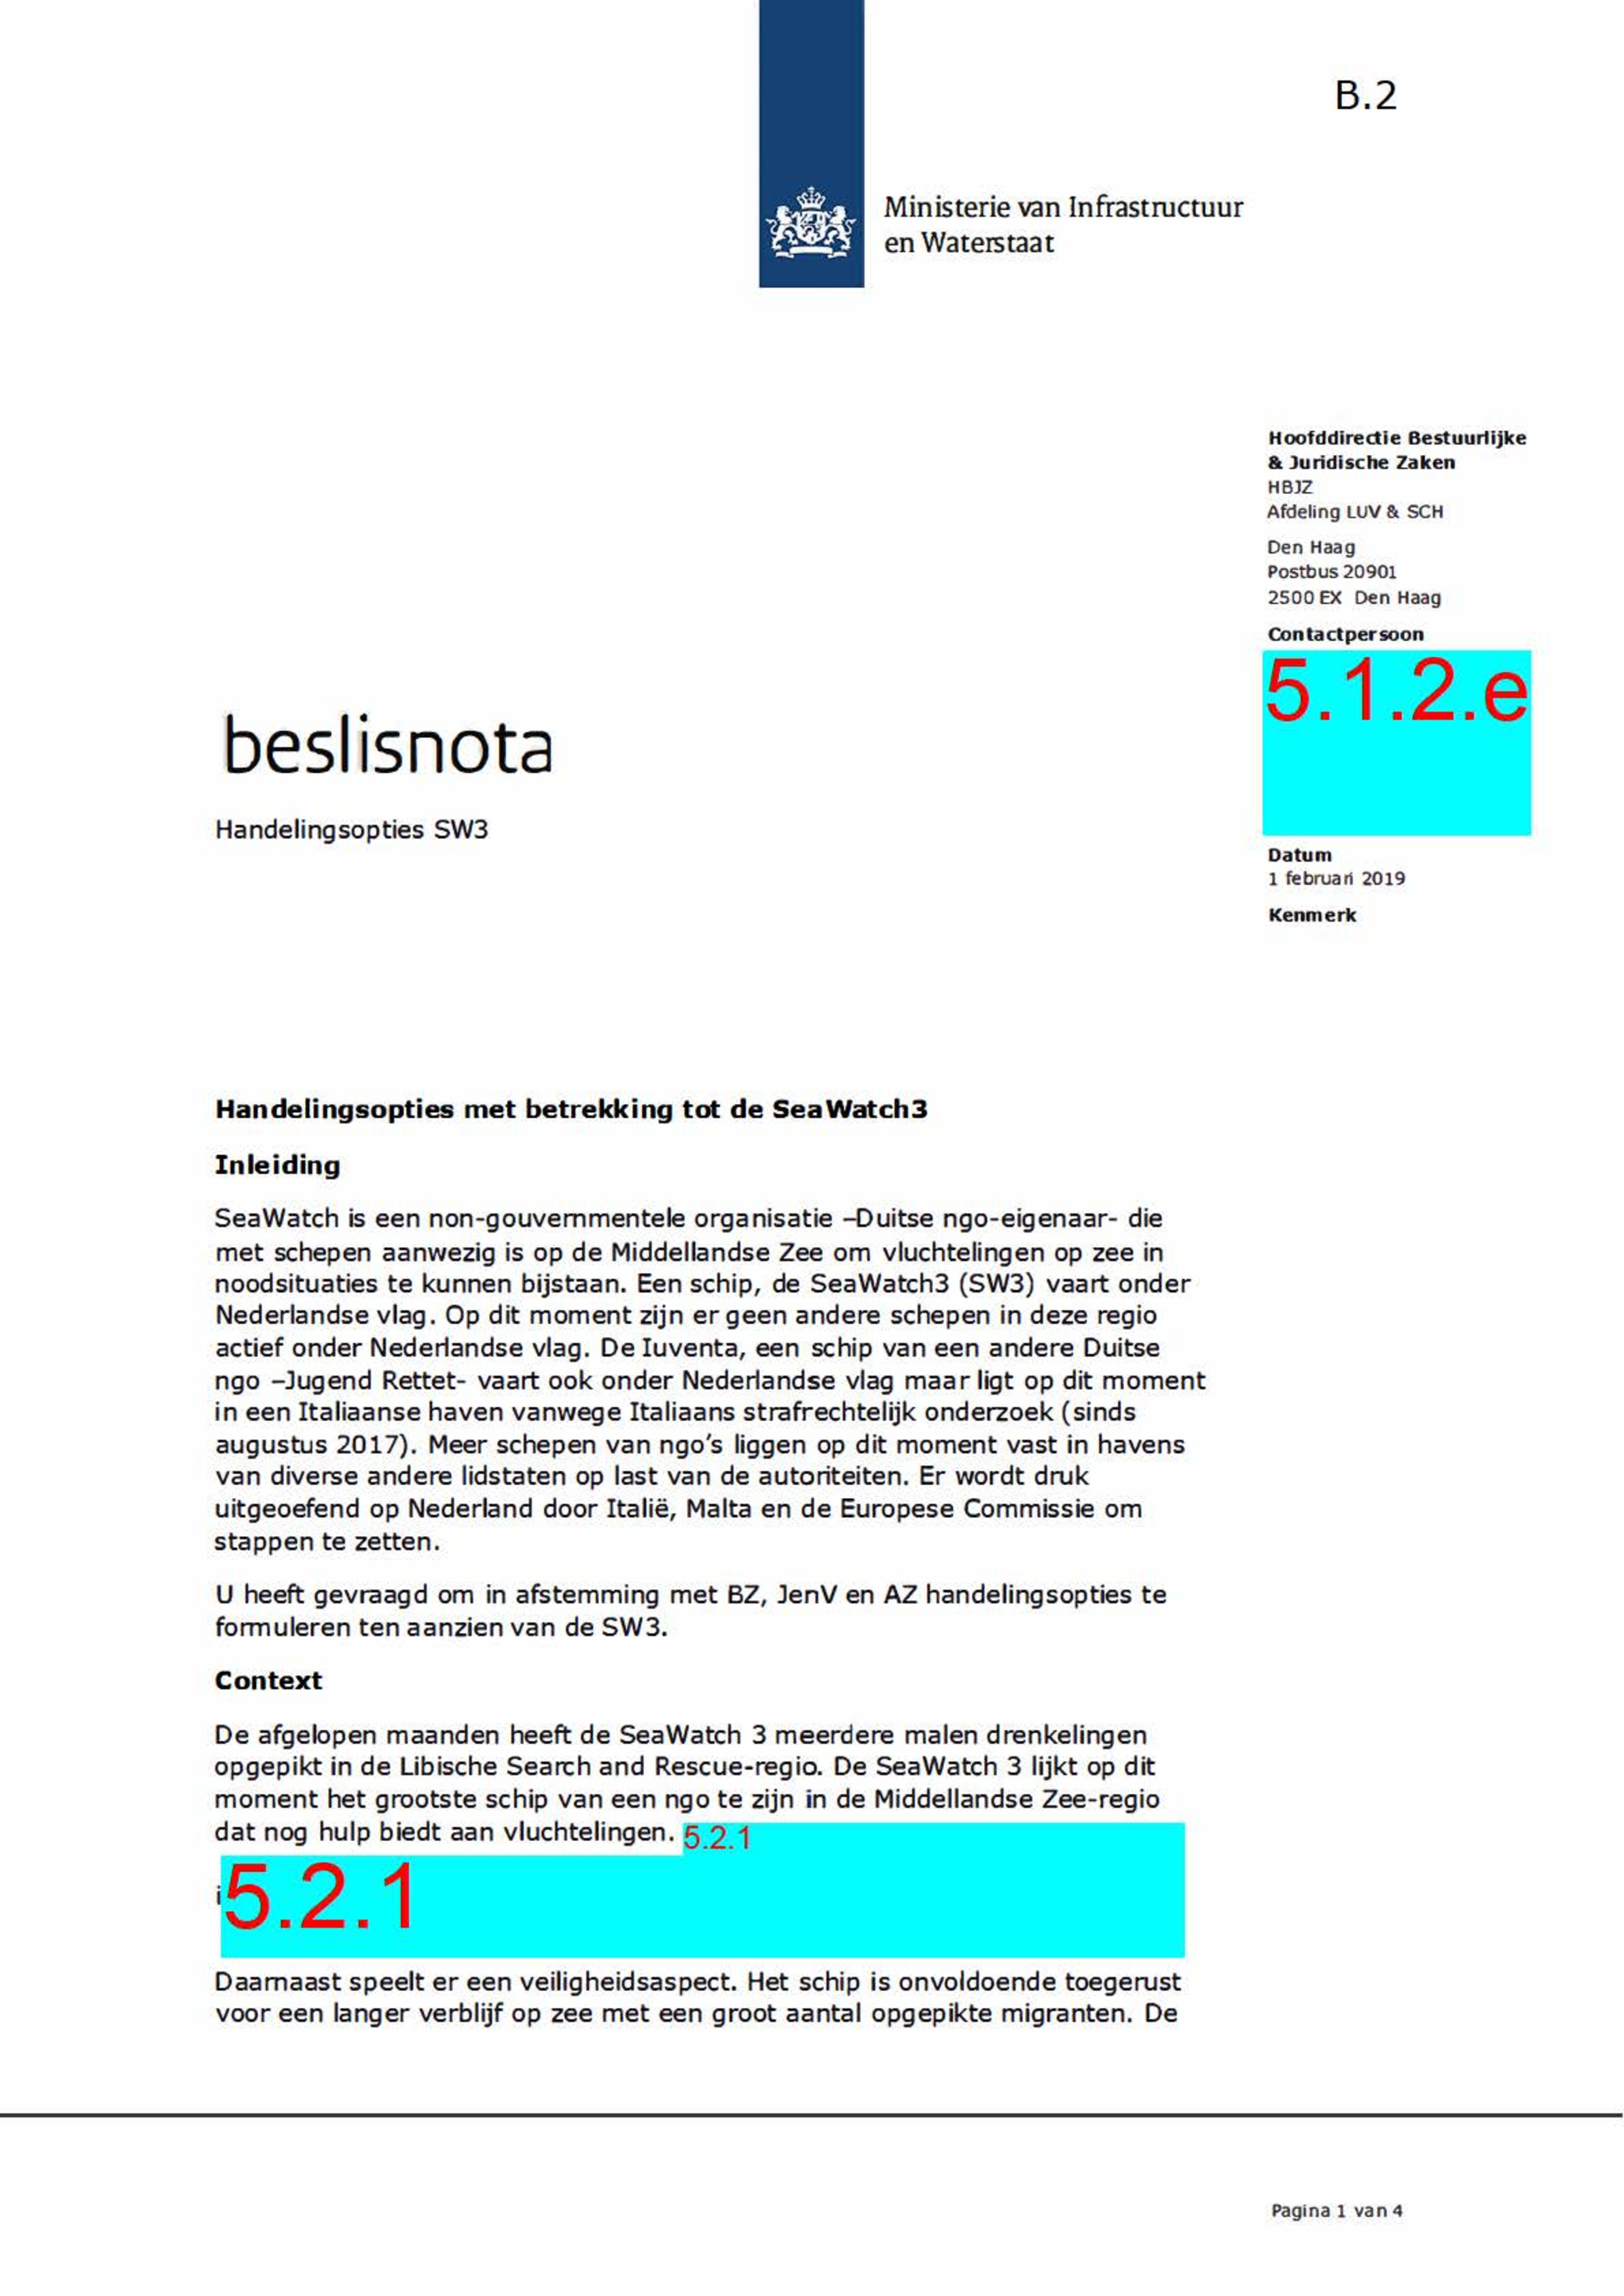 B.2
Ministerie van Infrastructuur
en Waterstaat
Hoofddirectie Bestuurlijke
& Juridische Zaken
HBJZ
Afdeling LUV & SCH
Den Haag
Postbus 20901
2500 EX Den Haag
Contactpersoon
5.1.2.e
beslisnota
Handelingsopties SW3
Datum
1 februari 2019
Kenmerk
Handelingsopties met betrekking tot de SeaWatch3
Inleiding
SeaWatch is een non-gouvernmentele organisatie –Duitse ngo-eigenaar- die
met schepen aanwezig is op de Middellandse Zee om vluchtelingen op zee in
noodsituaties te kunnen bijstaan. Een schip, de SeaWatch3 (SW3) vaart onder
Nederlandse vlag. Op dit moment zijn er geen andere schepen in deze regio
actief onder Nederlandse vlag. De Iuventa, een schip van een andere Duitse
ngo –Jugend Rettet- vaart ook onder Nederlandse vlag maar ligt op dit moment
in een Italiaanse haven vanwege Italiaans strafrechtelijk onderzoek (sinds
augustus 2017). Meer schepen van ngo's liggen op dit moment vast in havens
van diverse andere lidstaten op last van de autoriteiten. Er wordt druk
uitgeoefend op Nederland door Italië, Malta en de Europese Commissie om
stappen te zetten.
U heeft gevraagd om in afstemming met BZ, JenV en AZ handelingsopties te
formuleren ten aanzien van de SW3.
Context
De afgelopen maanden heeft de SeaWatch 3 meerdere malen drenkelingen
opgepikt in de Libische Search and Rescue-regio. De SeaWatch 3 lijkt op dit
moment het grootste schip van een ngo te zijn in de Middellandse Zee-regio
dat nog hulp biedt aan vluchtelingen. 5.2.1
i5.2.1
Daarnaast speelt er een veiligheidsaspect. Het schip is onvoldoende toegerust
voor een langer verblijf op zee met een groot aantal opgepikte migranten. De
Pagina 1 van 4